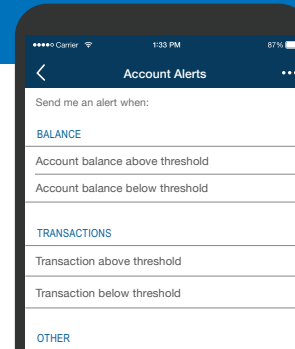 Carrier 1:33 PM 87%
Account Alerts
Send me an alert when:
BALANCE
Account balance above threshold
Account balance below threshold
TRANSACTIONS
Transaction above threshold
Transaction below threshold
OTHER